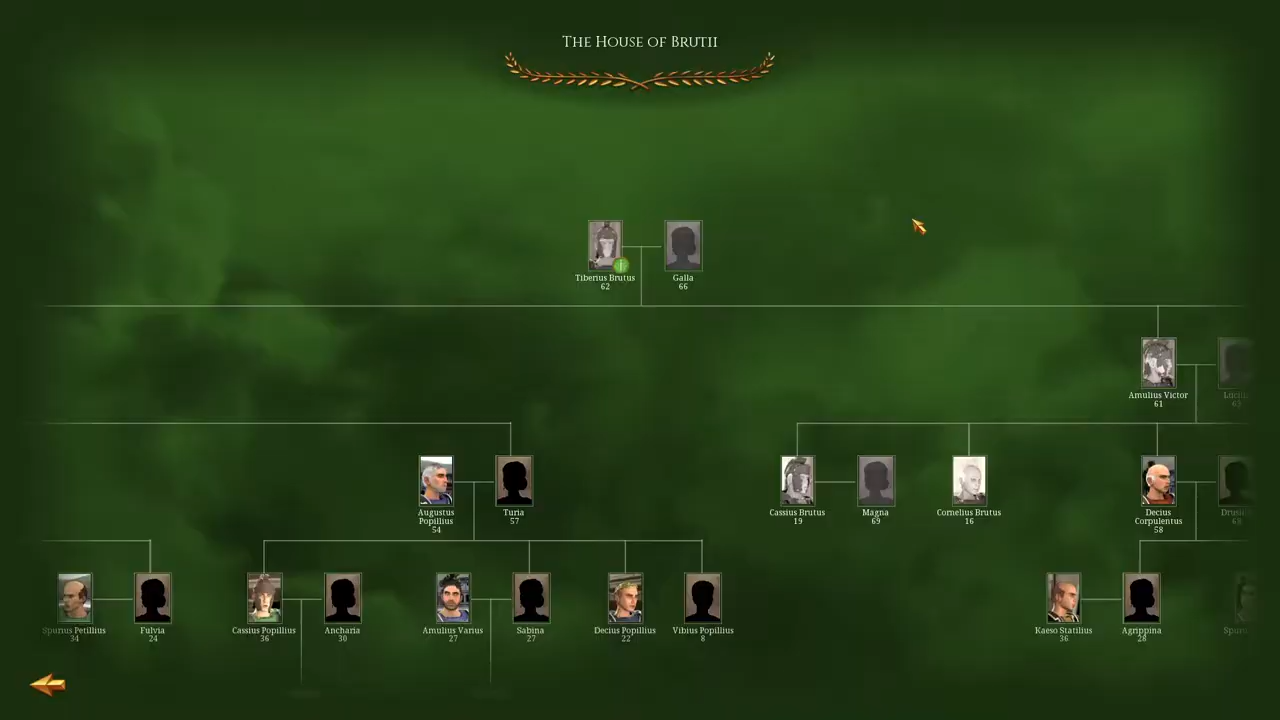 The House of Brutii
Tiberius Brutus
62
Galla
66
Amulius Victor
61
63
Augustus
Popillius
54
Turia
57
Cassius Brutus
19
Magna
69
Cornelius Brutus
16
Decius
Corpulentus
58
68
Spurius Petillius
34
Fulvia
24
Cassius Popillius
36
Ancharia
30
Amulius Varius
27
Sabina
27
Decius Popillius
22
Vibius Popillius
8
Kaeso Statilius
36
Agrippina
28